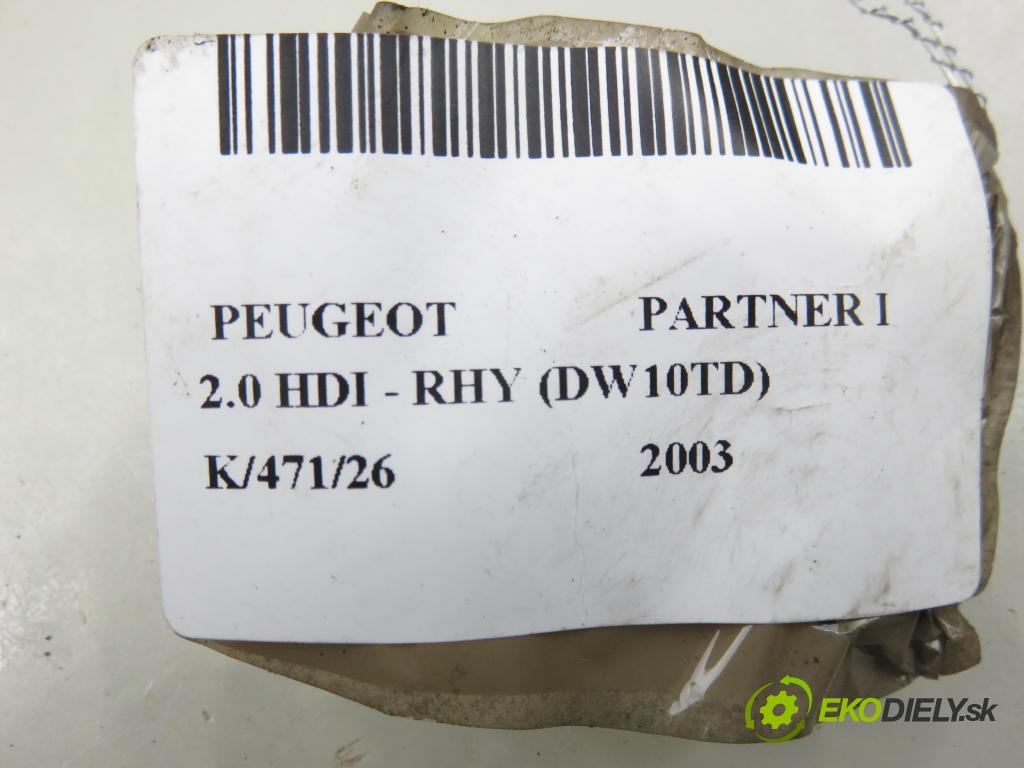 PEUGEOT PARTNER I
2.0 HDI - RHY (DW10TD)
K/471/26 2003
EKODIELY.sk